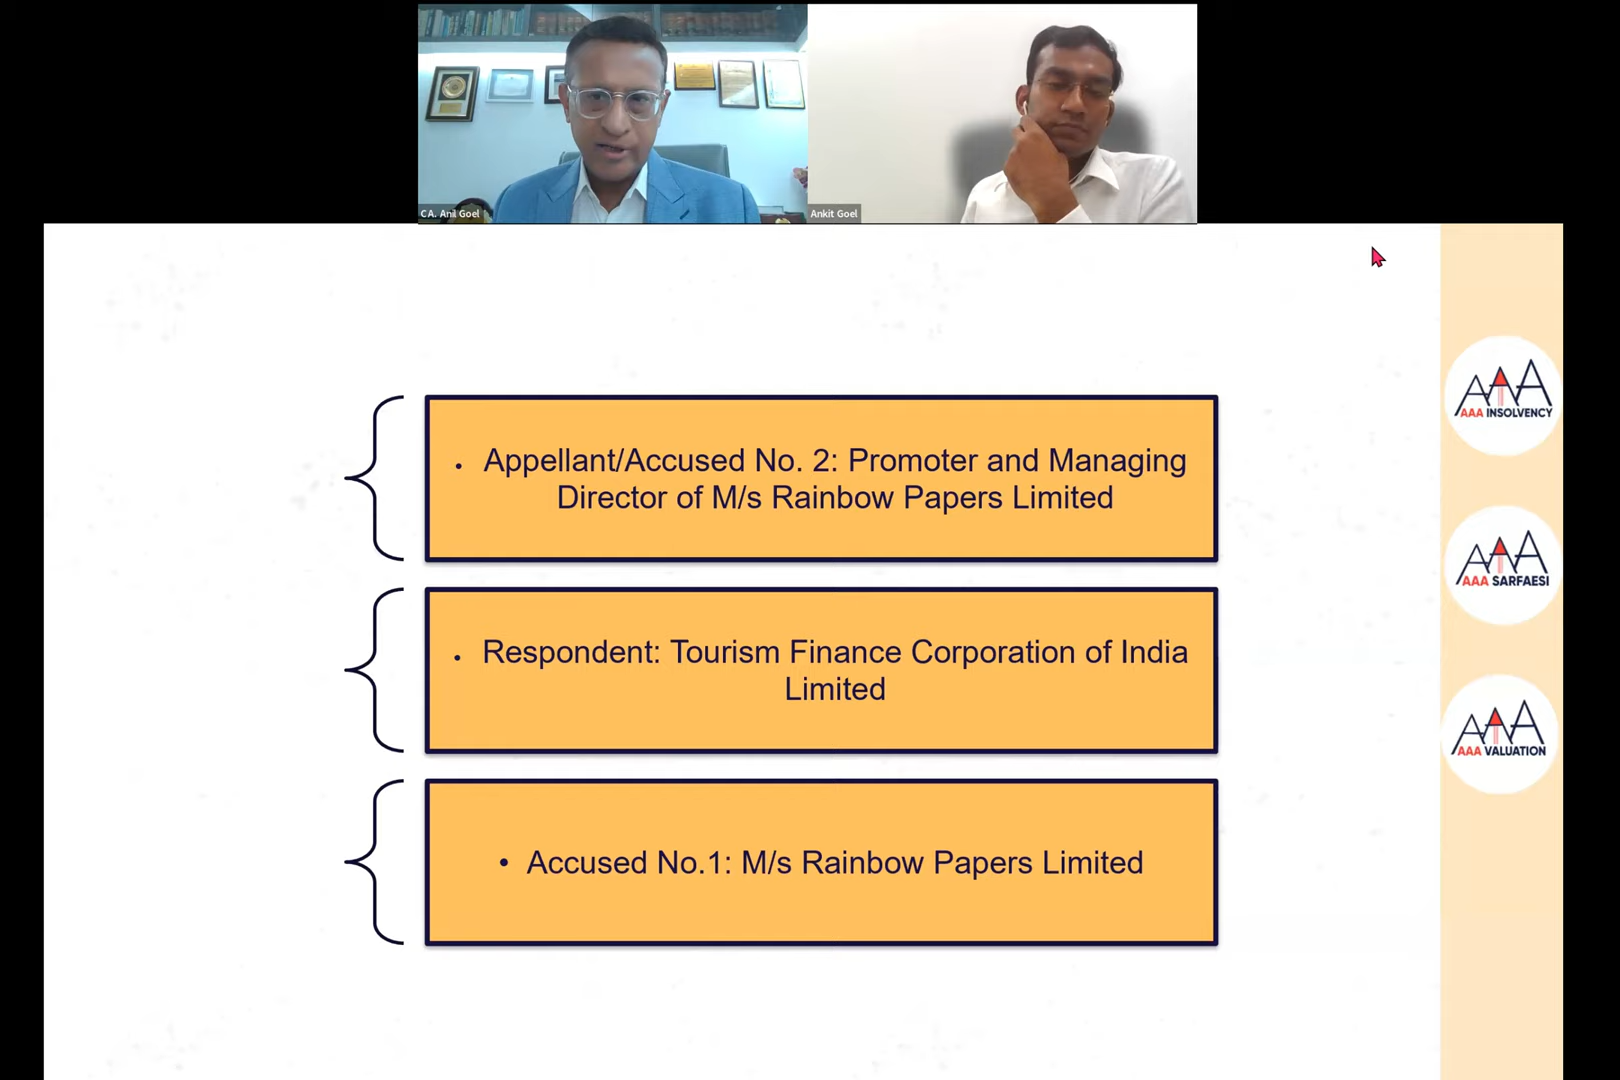 CA. Anil Goel
Ankit Goel
• Appellant/Accused No. 2: Promoter and Managing
Director of M/s Rainbow Papers Limited
• Respondent: Tourism Finance Corporation of India
Limited
• Accused No.1: M/s Rainbow Papers Limited
AAA INSOLVENCY
AAA SARFAESI
AAA VALUATION